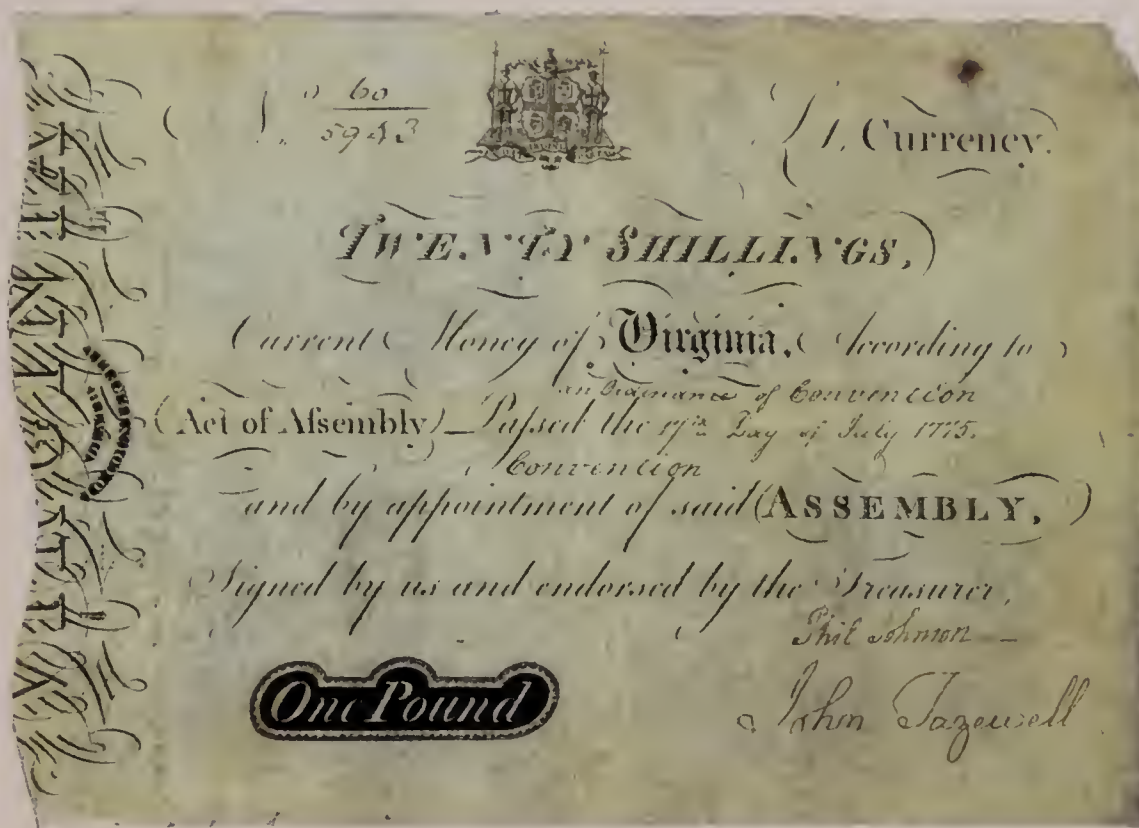 60
5943
1, Currency.
TWENTY SHILLINGS,
Current Money of Virginia, According to
an Ordinance of Convention
(Act of Assembly) Passed the 17th Day of July 1775.
Convention
and by appointment of said (ASSEMBLY,)
Signed by us and endorsed by the Treasurer,
Phil Johnson
John Tazewell
One Pound